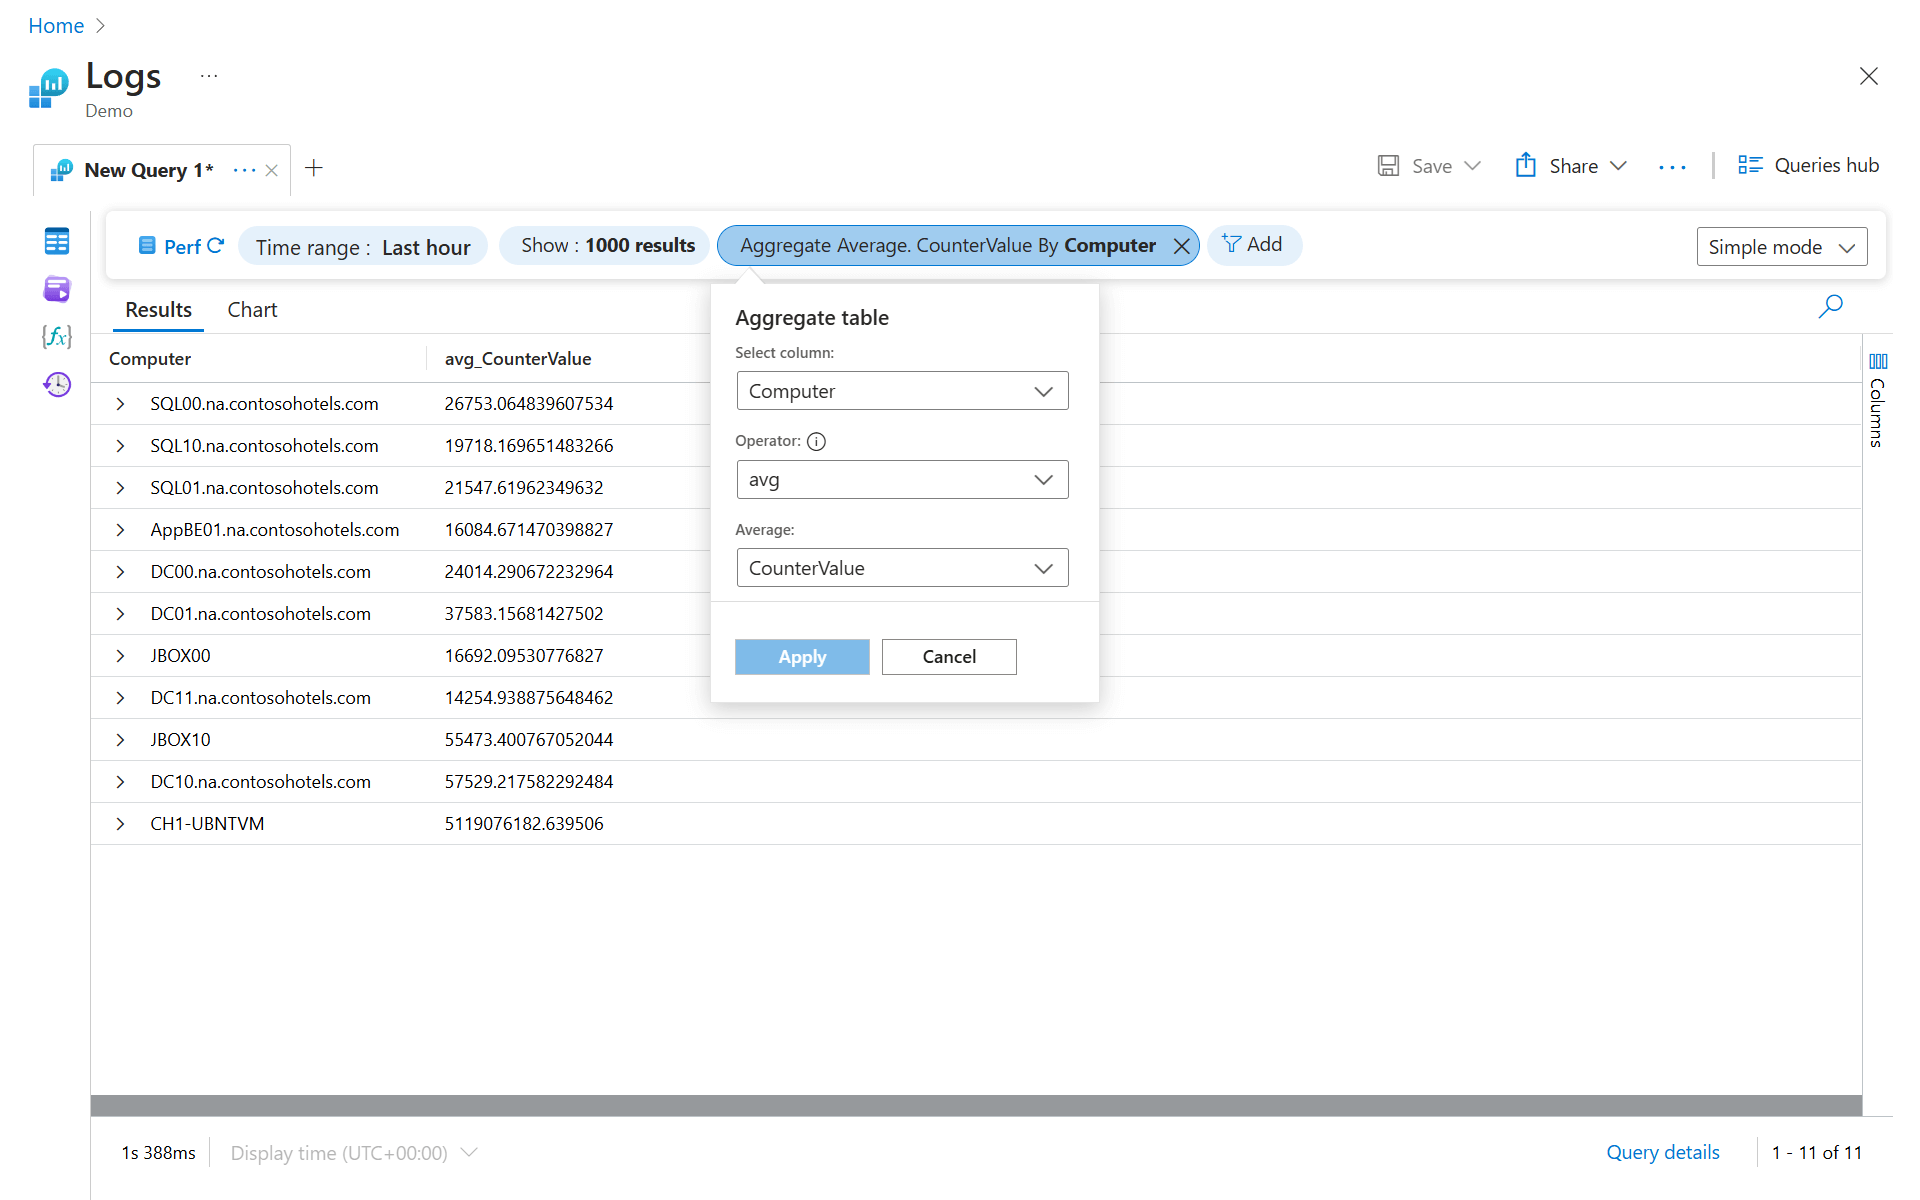 Home
Logs ...
Demo
New Query 1* ...
Save
Share
...
Queries hub
{fx}
Perf
Time range : Last hour
Show : 1000 results
Aggregate Average. CounterValue By Computer
Add
Simple mode
Results
Chart
Computer avg_CounterValue
SQL00.na.contosohotels.com 26753.064839607534
SQL10.na.contosohotels.com 19718.169651483266
SQL01.na.contosohotels.com 21547.61962349632
AppBE01.na.contosohotels.com 16084.671470398827
DC00.na.contosohotels.com 24014.290672232964
DC01.na.contosohotels.com 37583.15681427502
JBOX00 16692.09530776827
DC11.na.contosohotels.com 14254.938875648462
JBOX10 55473.400767052044
DC10.na.contosohotels.com 57529.217582292484
CH1-UBNTVM 5119076182.639506
Aggregate table
Select column:
Computer
Operator:
avg
Average:
CounterValue
Apply
Cancel
Columns
1s 388ms
Display time (UTC+00:00)
Query details
1 - 11 of 11